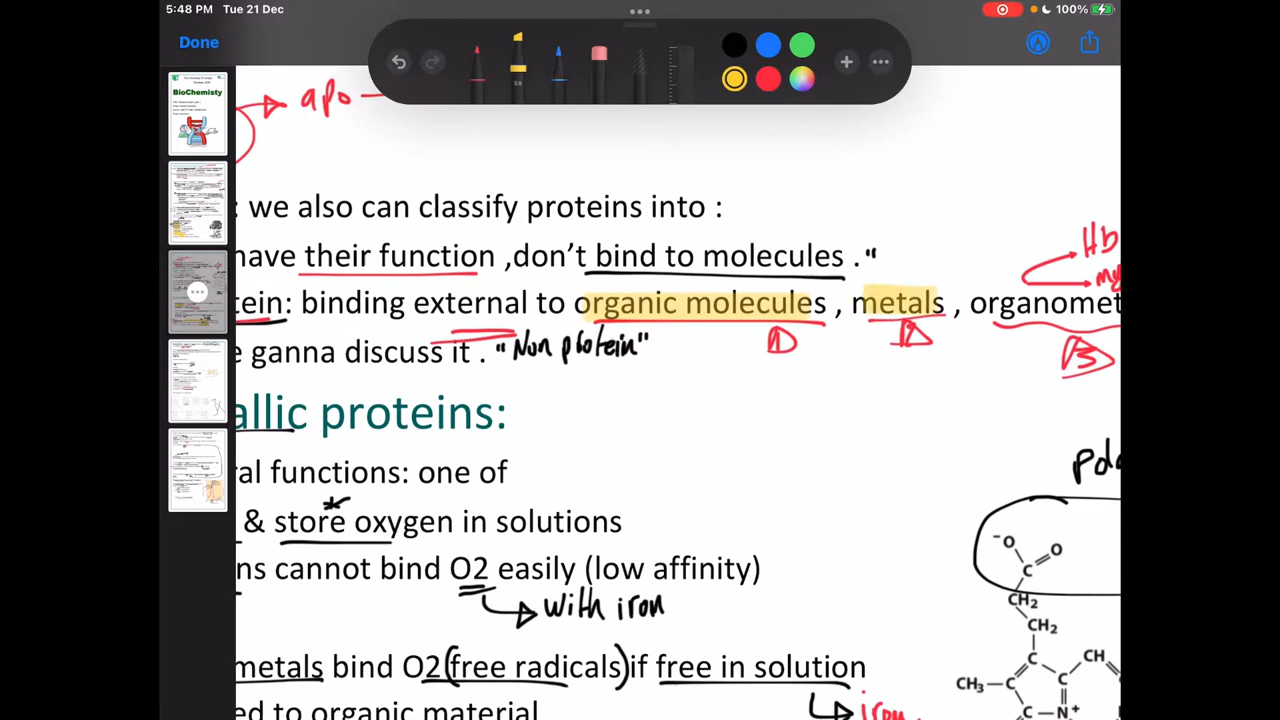 5:48 PM Tue 21 Dec
100%
Done
BioChemisty
apo
: we also can classify proteins into :
have their function ,don’t bind to molecules . "
Hb
my
tein: binding external to organic molecules , metals , organomet
1 2 3
e ganna discuss it . "Non protein"
allic proteins:
ral functions: one of
& store oxygen in solutions
ns cannot bind O2 easily (low affinity)
with iron
metals bind O2 (free radicals) if free in solution
iron
ed to organic material
-O O
C
CH2
CH2
C CH
CH3 C C
C N+